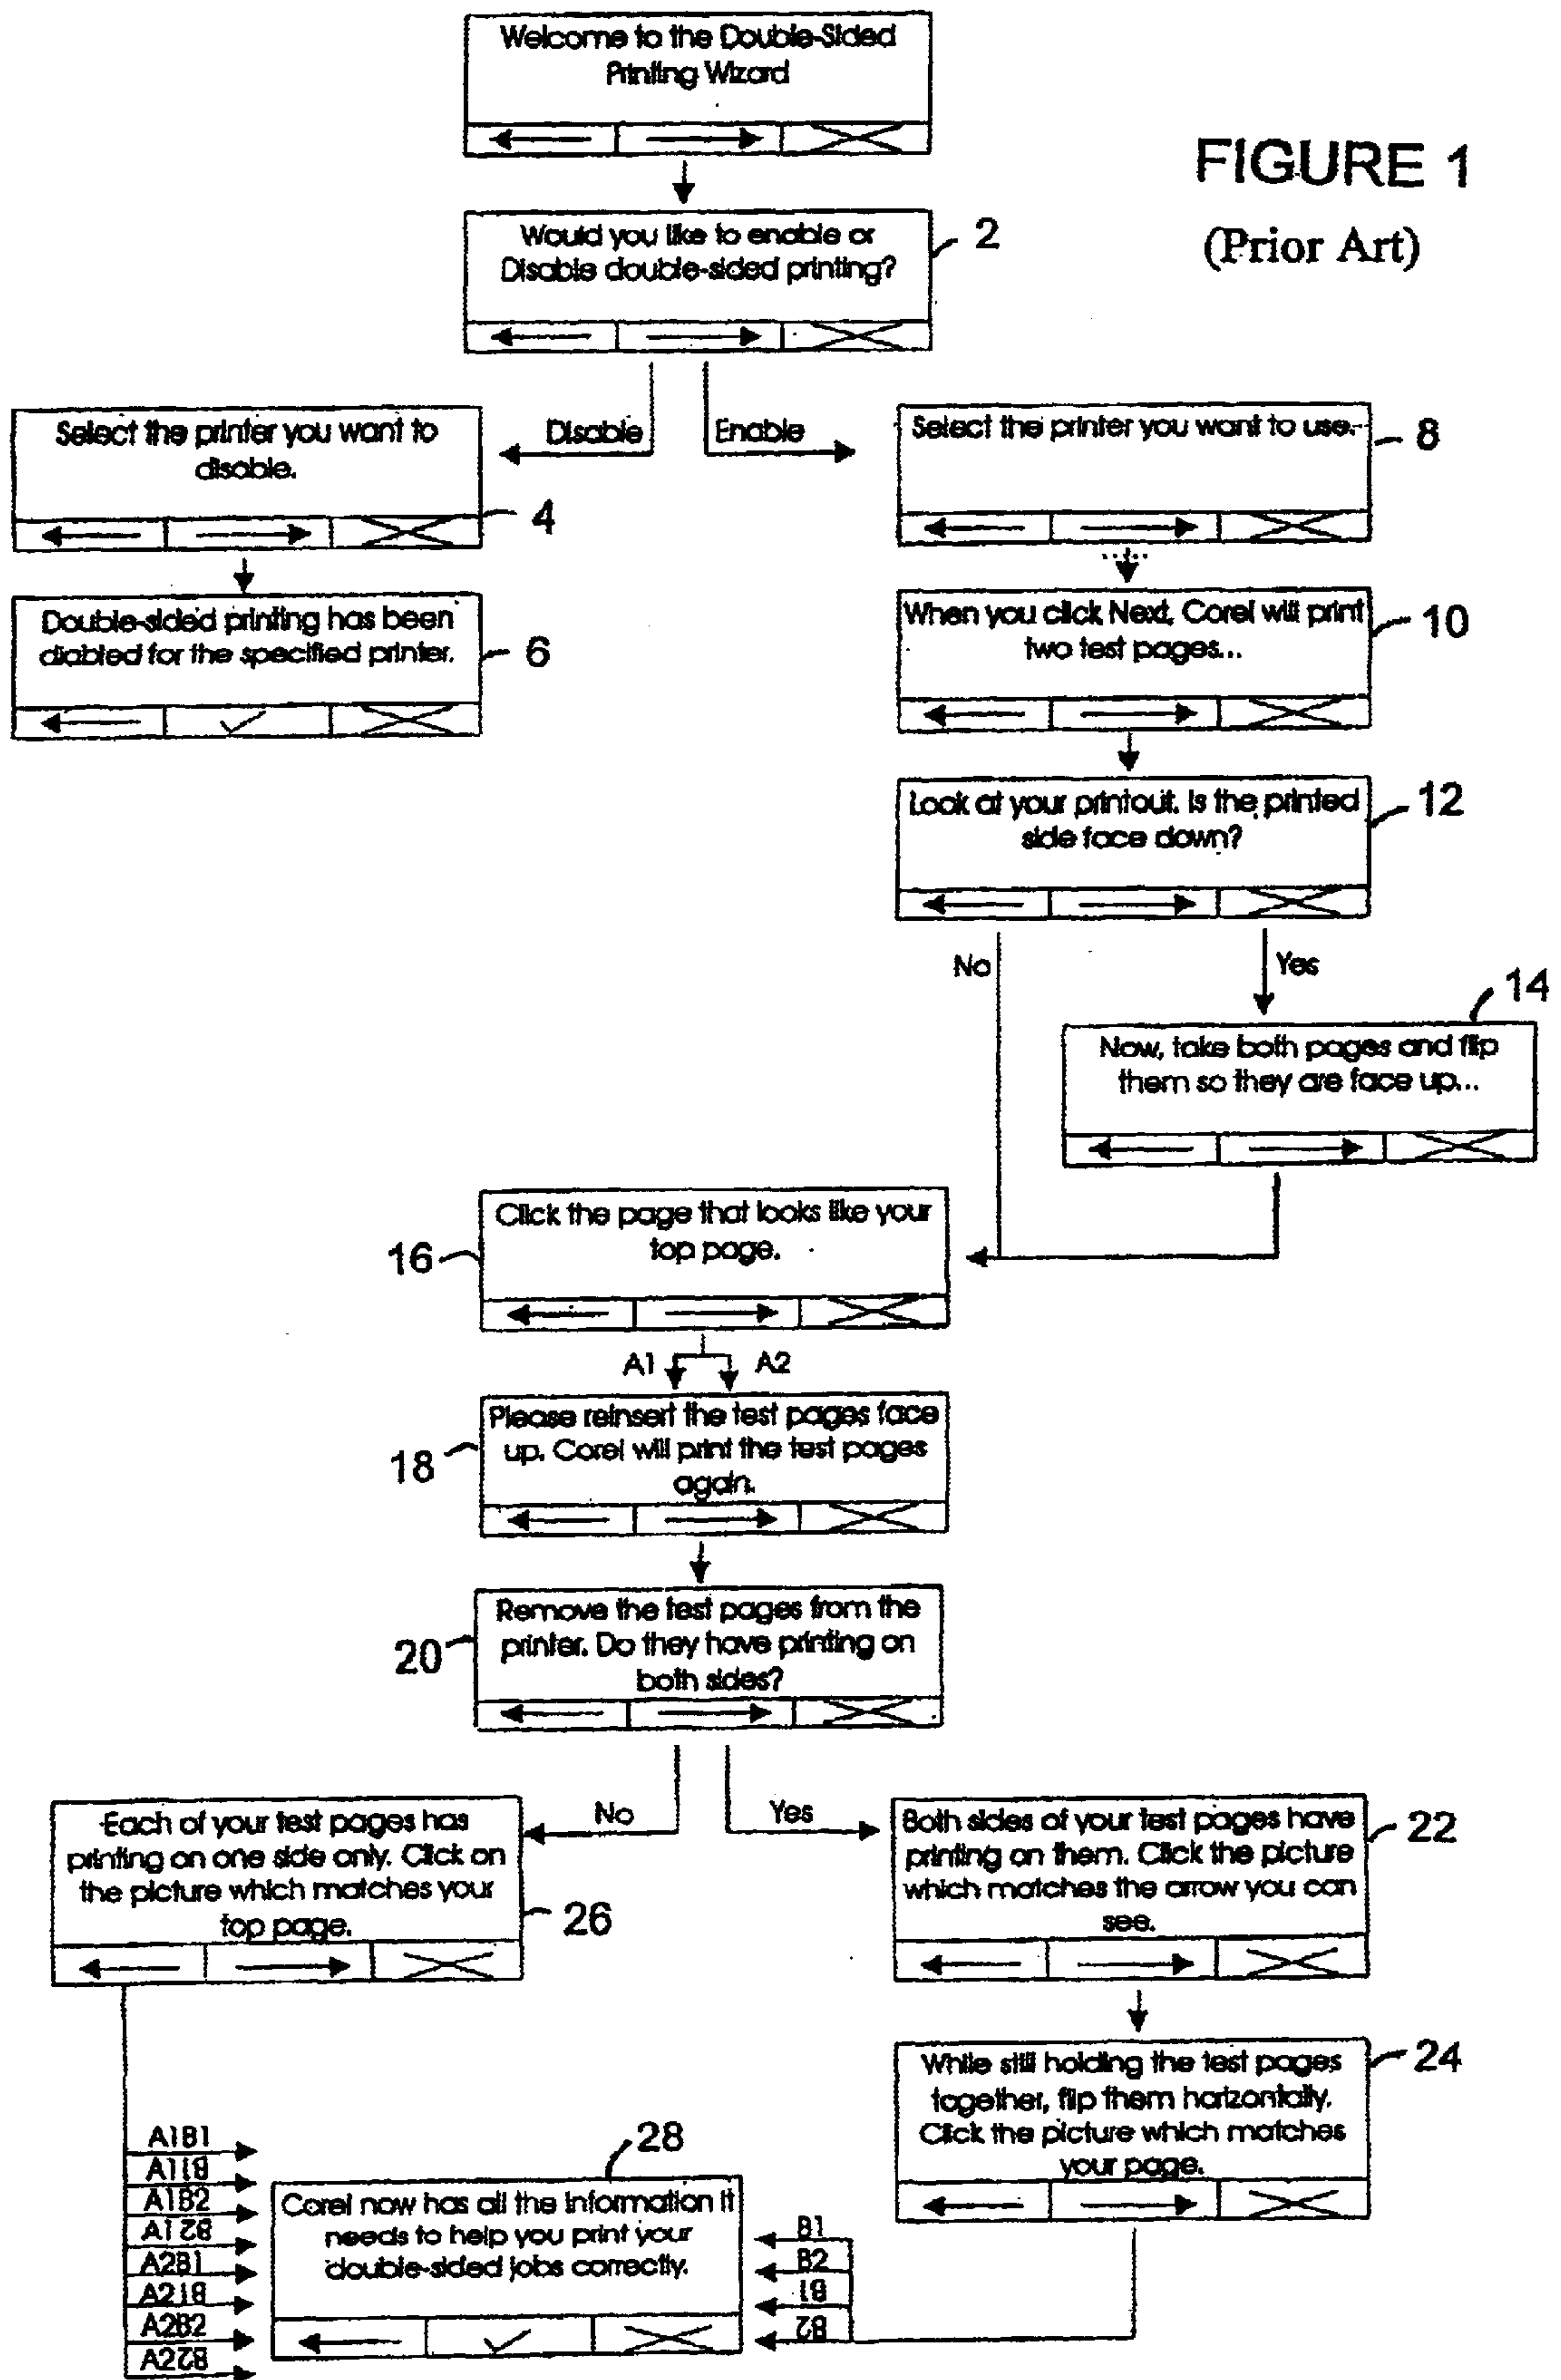 Welcome to the Double-Sided
Printing Wizard
FIGURE 1
(Prior Art)
Would you like to enable or
Disable double-sided printing?
2
Disable
Enable
Select the printer you want to
disable.
4
Select the printer you want to use.
8
Double-sided printing has been
diabled for the specified printer.
6
When you click Next, Corel will print
two test pages...
10
Look at your printout. Is the printed
side face down?
12
No
Yes
14
Now, take both pages and flip
them so they are face up...
16
Click the page that looks like your
top page.
A1
A2
18
Please reinsert the test pages face
up. Corel will print the test pages
again.
20
Remove the test pages from the
printer. Do they have printing on
both sides?
No
Yes
Each of your test pages has
printing on one side only. Click on
the picture which matches your
top page.
26
Both sides of your test pages have
printing on them. Click the picture
which matches the arrow you can
see.
22
While still holding the test pages
together, flip them horizontally.
Click the picture which matches
your page.
24
A1B1
A11B
A1B2
A12B
A2B1
A21B
A2B2
A22B
28
Corel now has all the information it
needs to help you print your
double-sided jobs correctly.
B1
B2
1B
2B